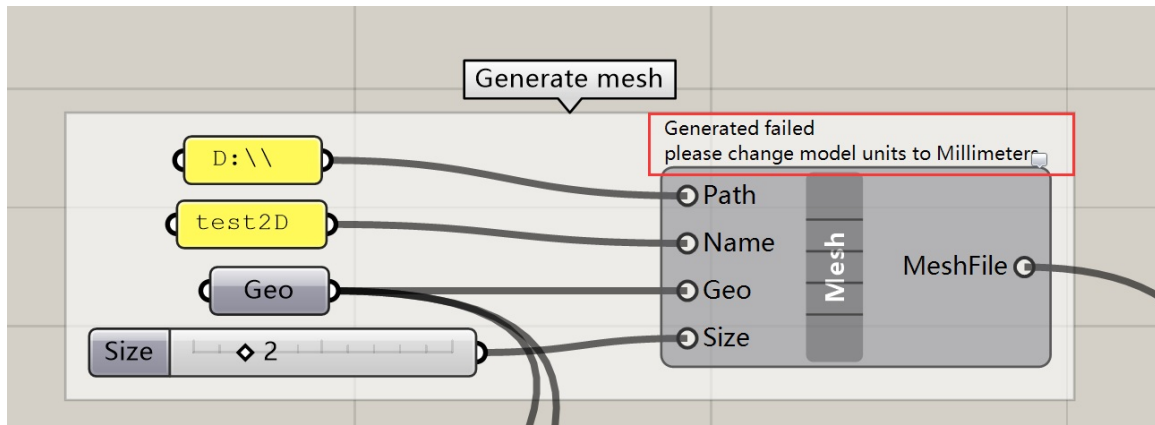 Generate mesh
Generated failed
please change model units to Millimeters
D:\\
Path
test2D
Name
Mesh
MeshFile
Geo
Geo
Size
2
Size